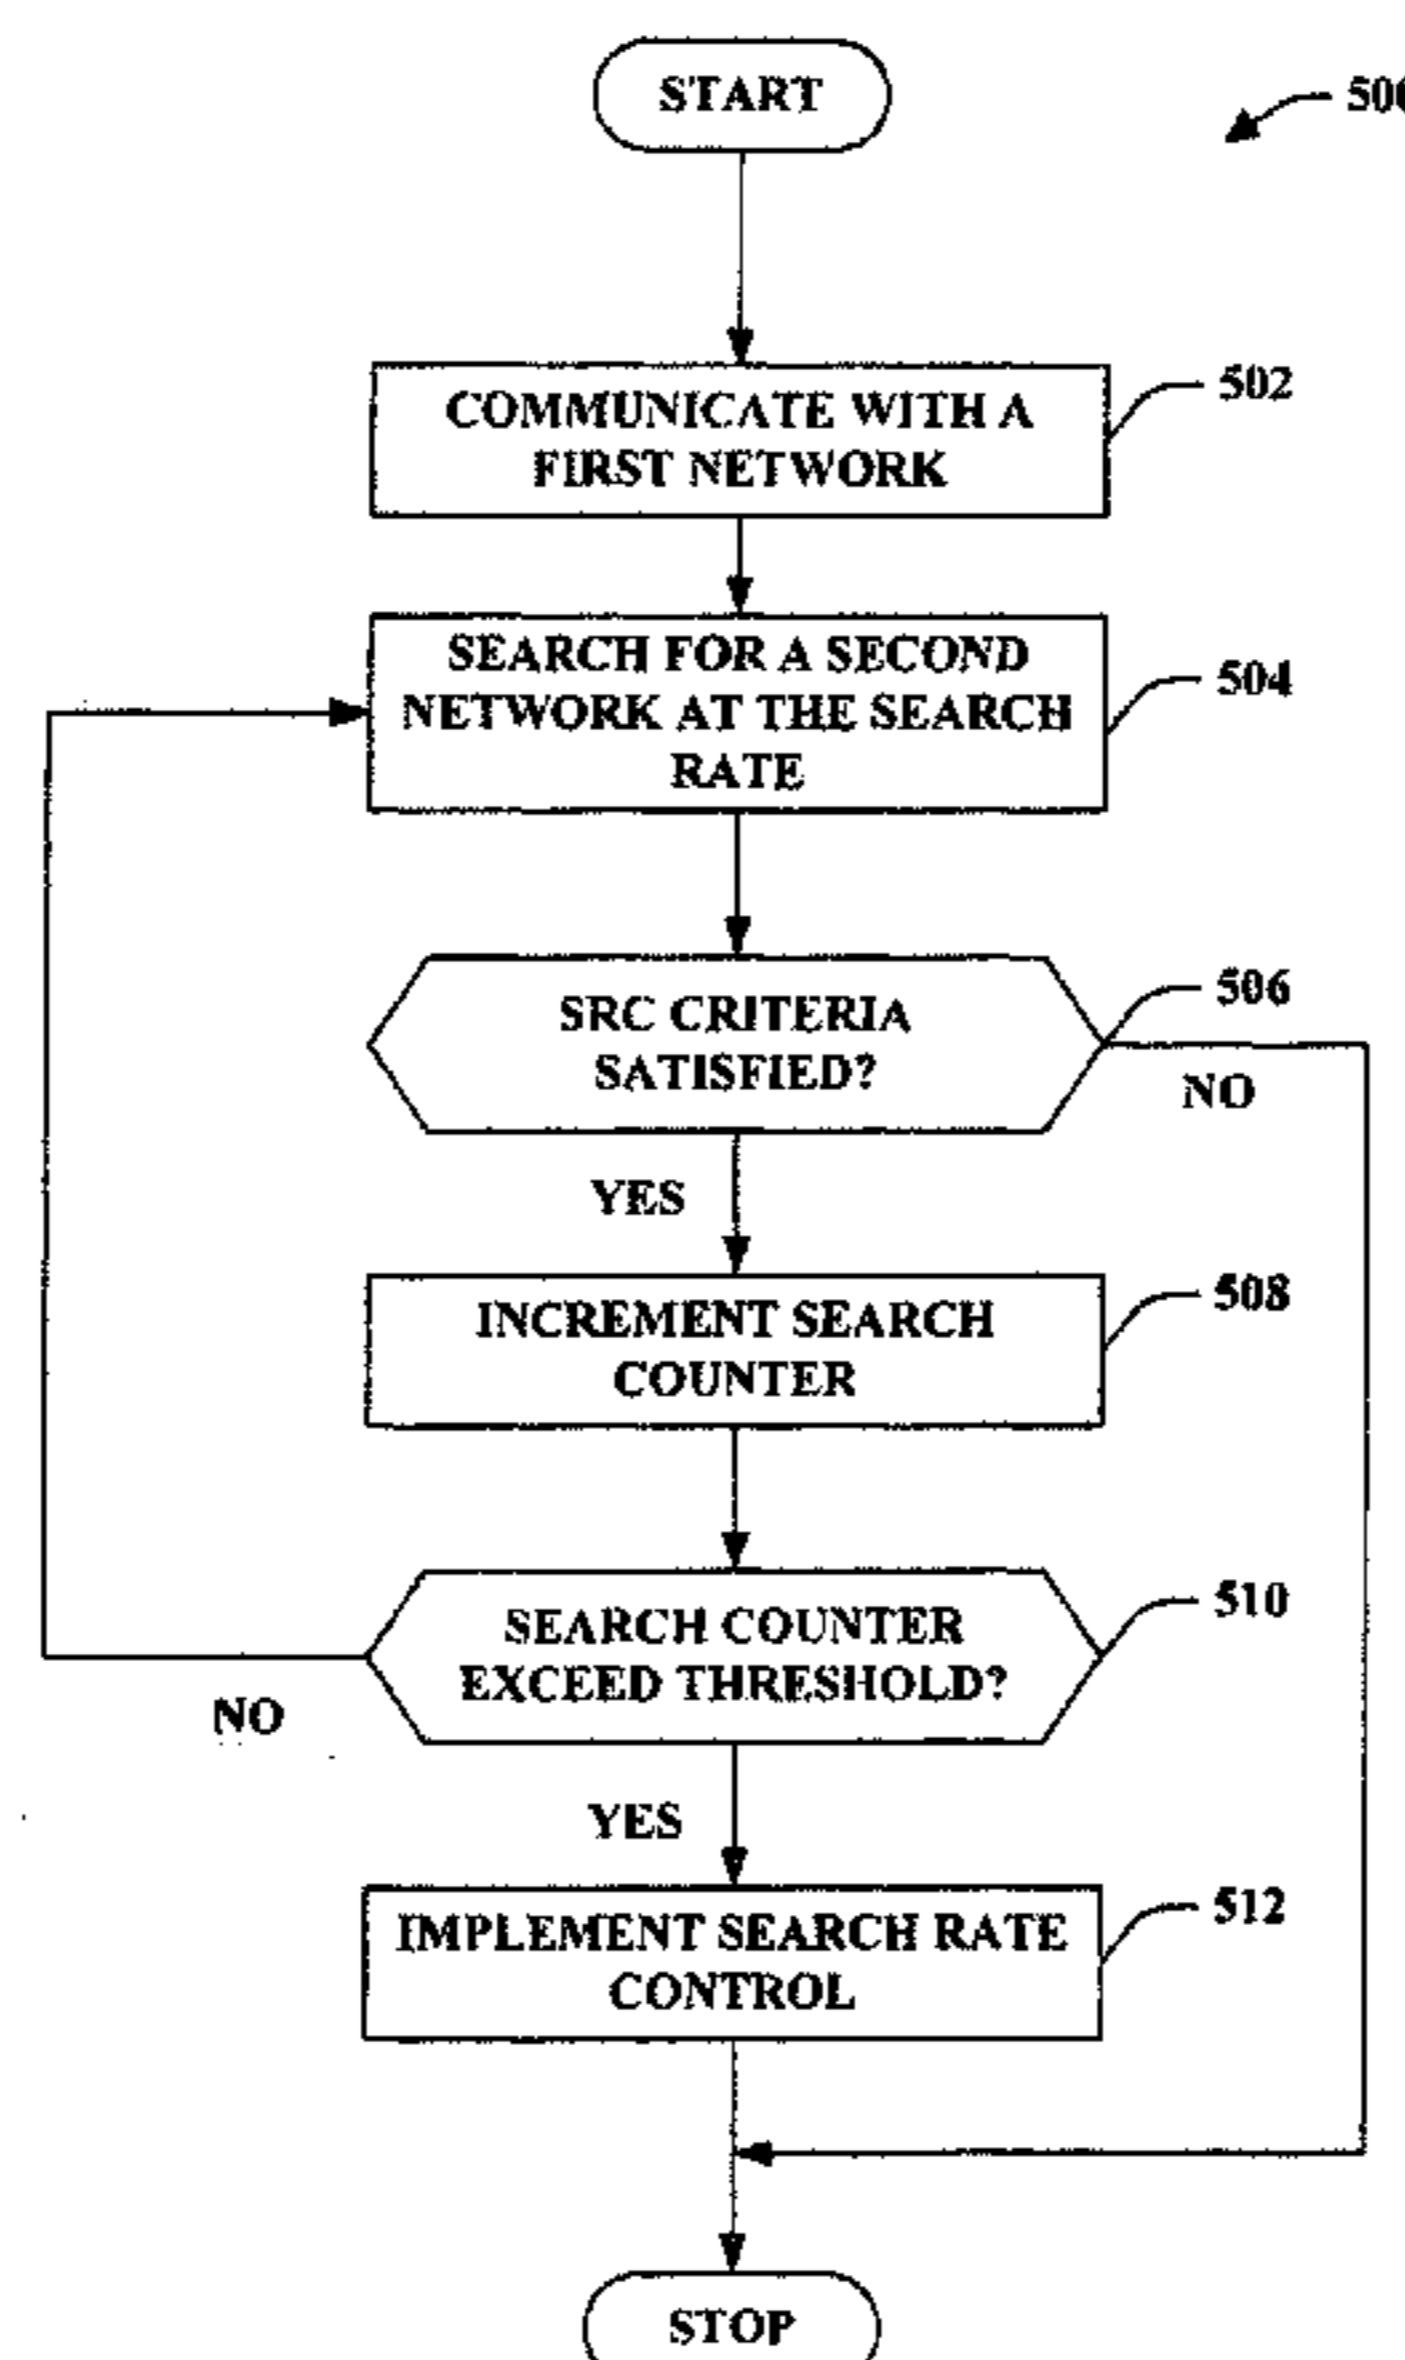 START
COMMUNICATE WITH A
FIRST NETWORK
502
SEARCH FOR A SECOND
NETWORK AT THE SEARCH
RATE
504
SRC CRITERIA
SATISFIED?
506
NO
YES
INCREMENT SEARCH
COUNTER
508
SEARCH COUNTER
EXCEED THRESHOLD?
510
NO
YES
IMPLEMENT SEARCH RATE
CONTROL
512
STOP